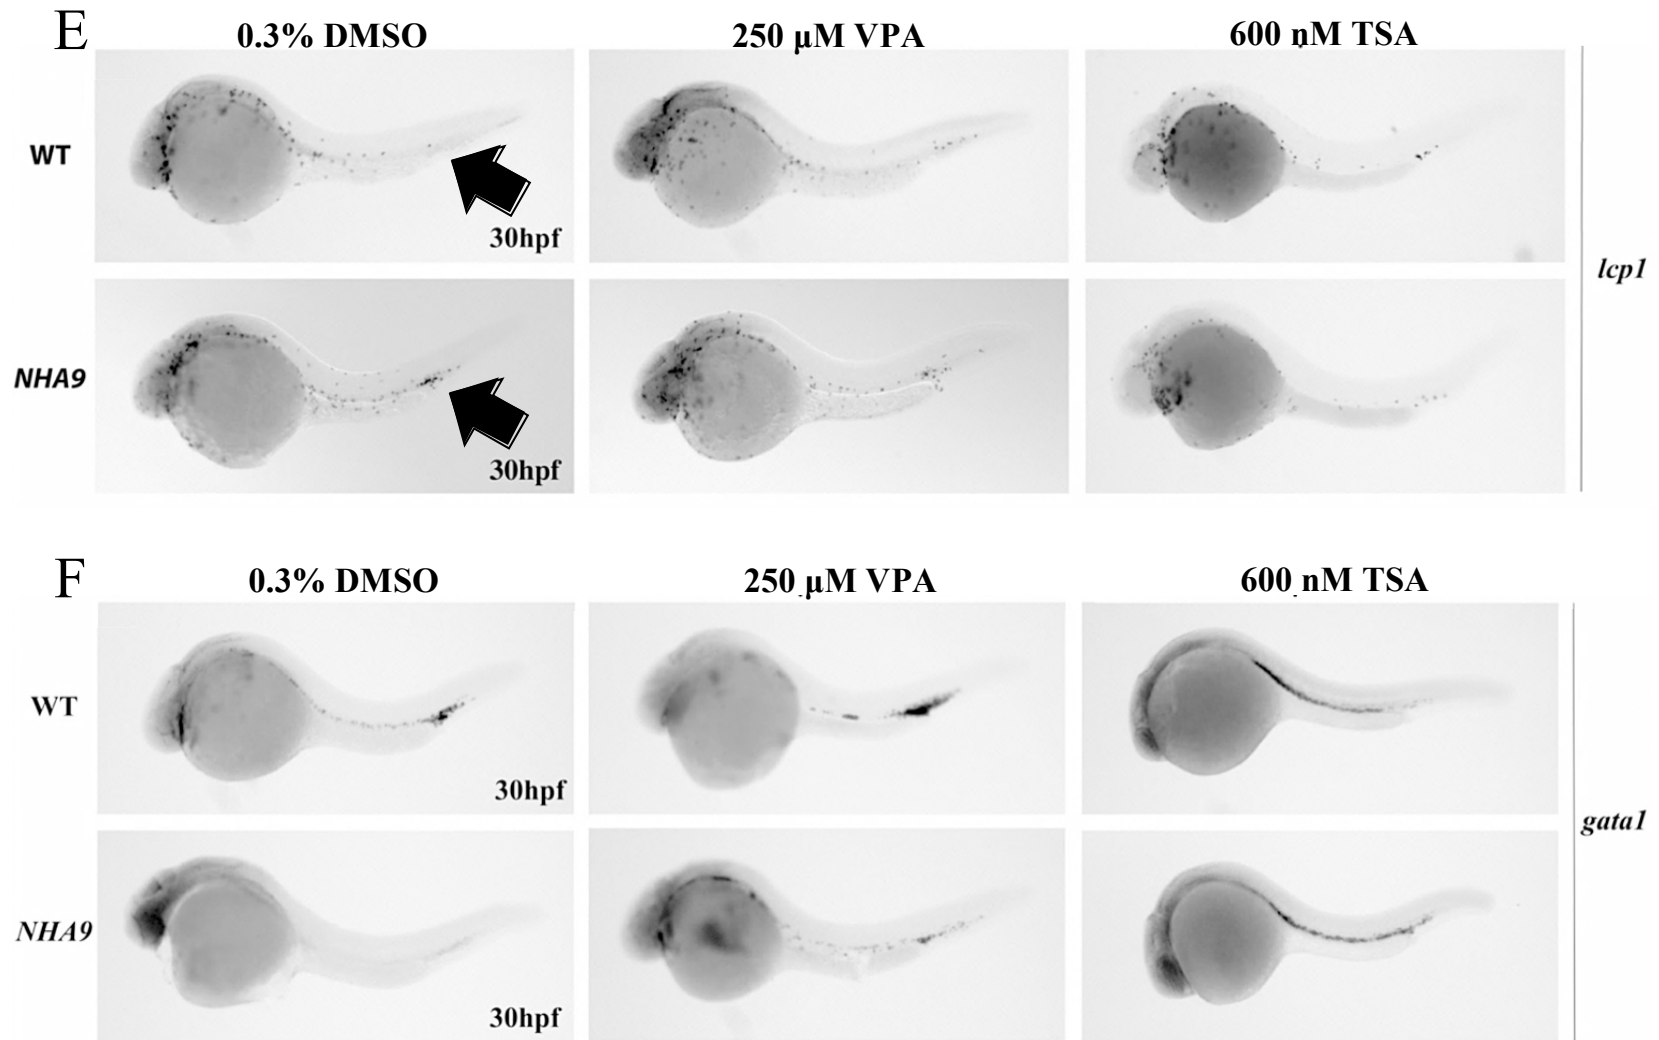 E
0.3% DMSO 250 µM VPA 600 nM TSA
WT
30hpf
lcp1
NHA9
30hpf
F
0.3% DMSO 250 µM VPA 600 nM TSA
WT
30hpf
gata1
NHA9
30hpf